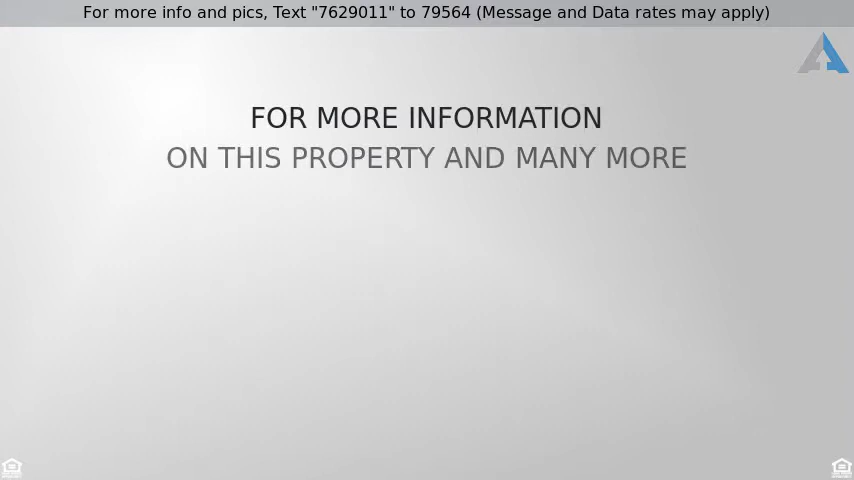 For more info and pics, Text "7629011" to 79564 (Message and Data rates may apply)
FOR MORE INFORMATION
ON THIS PROPERTY AND MANY MORE